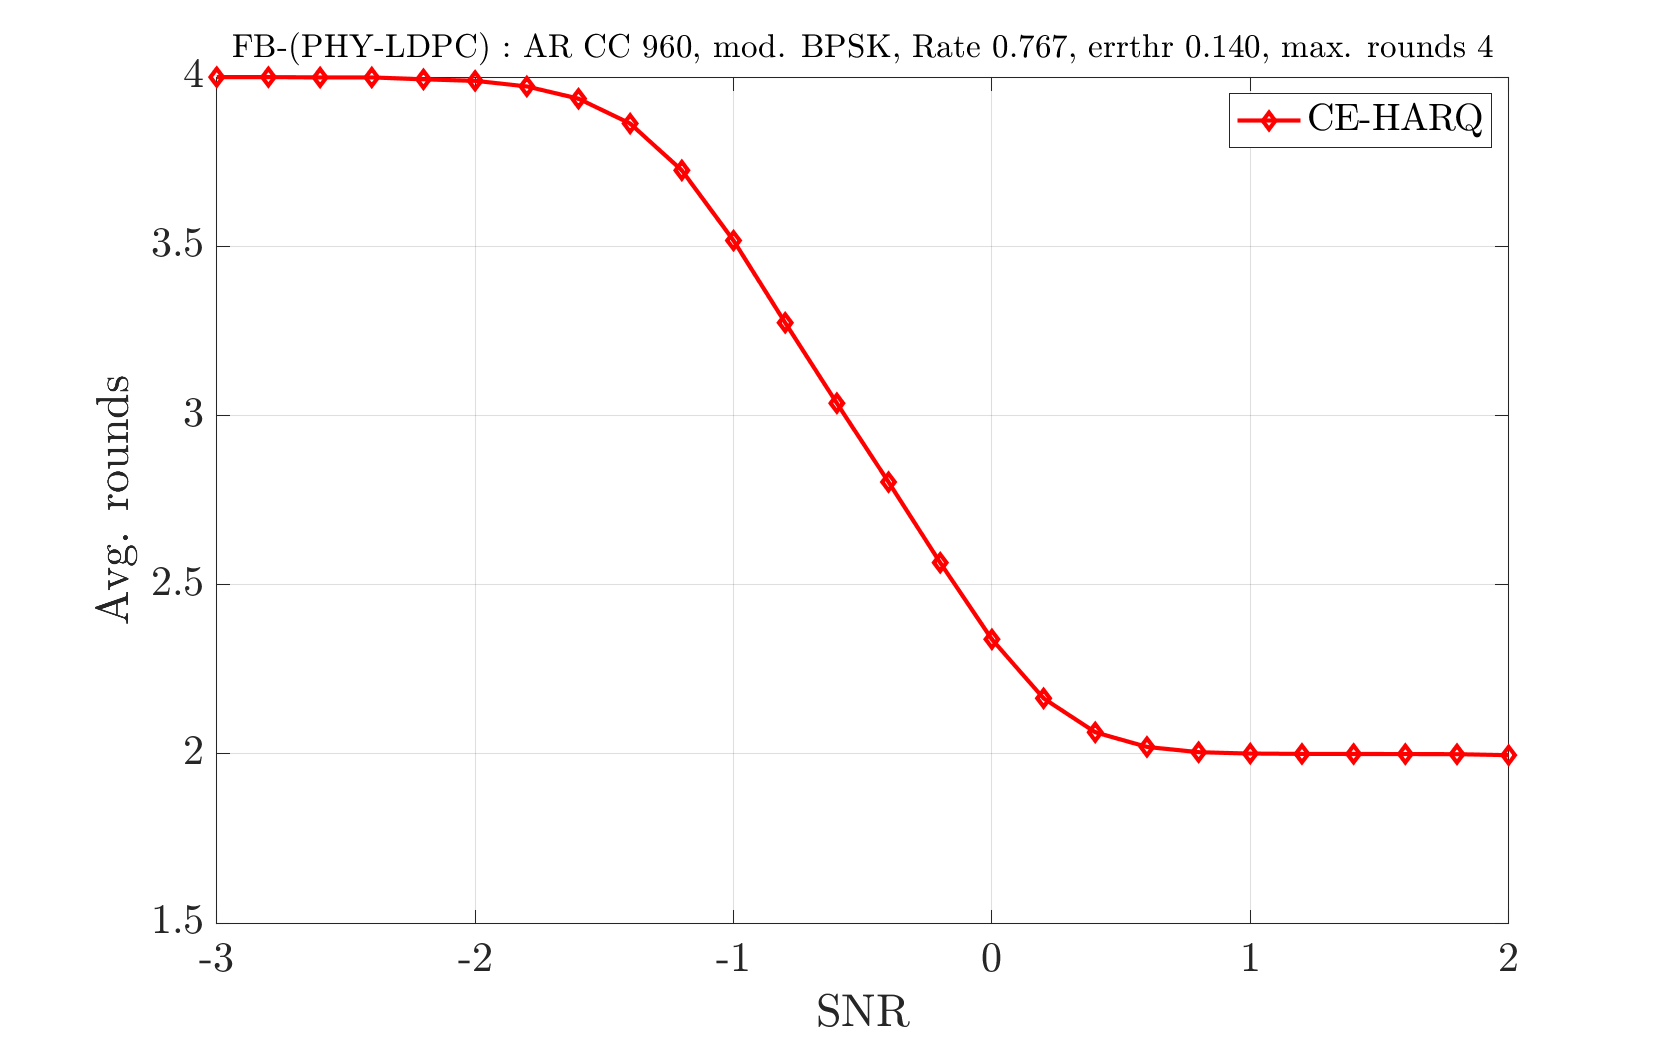 FB-(PHY-LDPC) : AR CC 960, mod. BPSK, Rate 0.767, errthr 0.140, max. rounds 4
CE-HARQ
4
3.5
3
2.5
2
1.5
Avg. rounds
-3 -2 -1 0 1 2
SNR